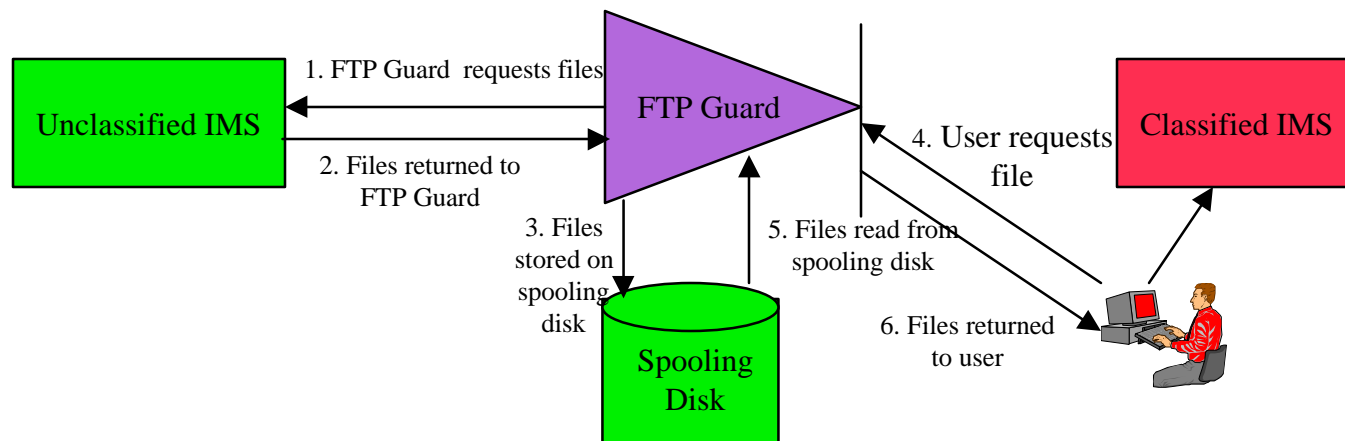 Unclassified IMS
1. FTP Guard requests files
2. Files returned to
FTP Guard
FTP Guard
3. Files
stored on
spooling
disk
Spooling
Disk
4. User requests
file
5. Files read from
spooling disk
6. Files returned
to user
Classified IMS